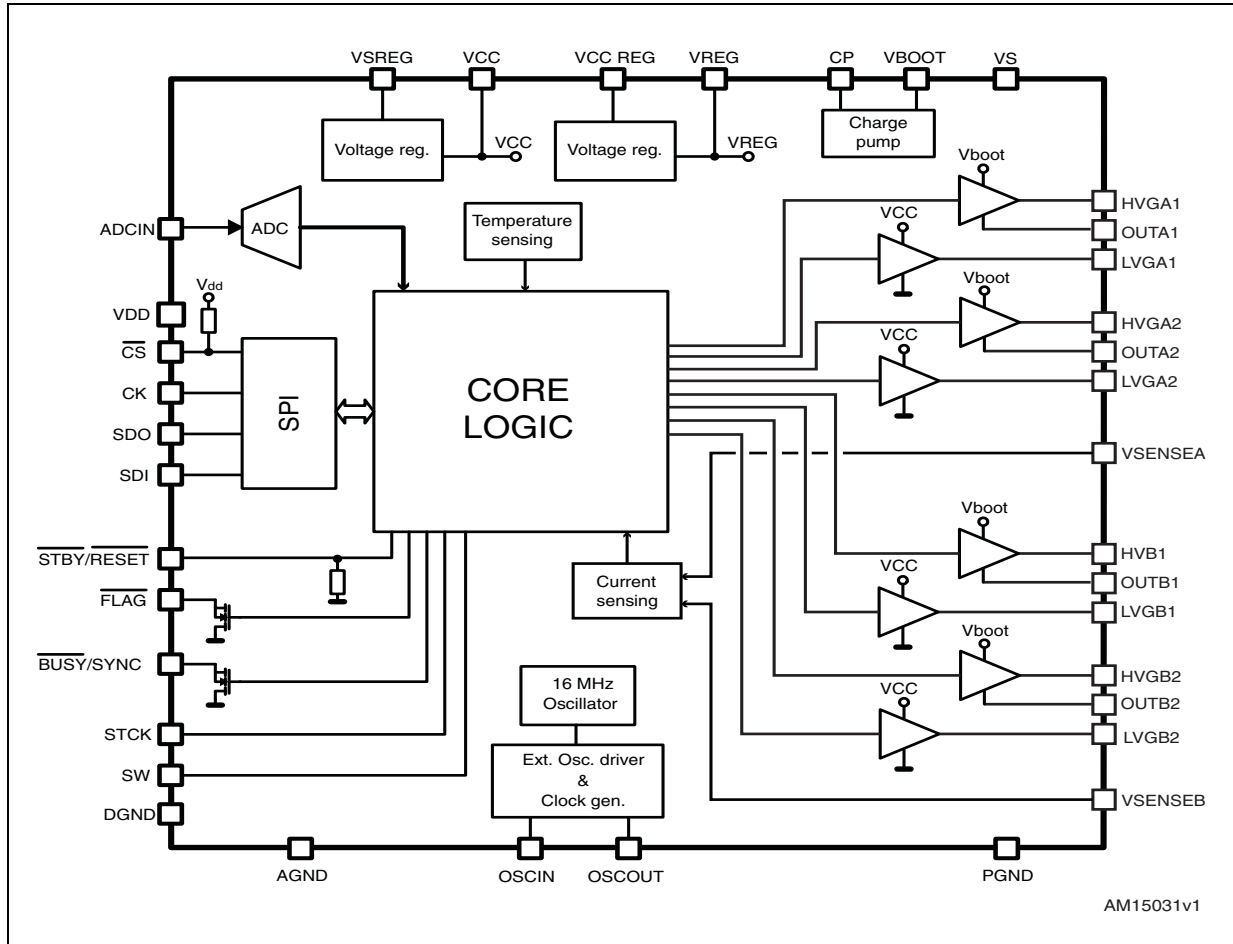 VSREG
VCC
VCC REG
VREG
CP
VBOOT
VS
Voltage reg.
VCC
Voltage reg.
VREG
Charge
pump
ADCIN
ADC
Temperature
sensing
VDD
Vdd
CS
CK
SDO
SDI
SPI
CORE
LOGIC
STBY/RESET
FLAG
BUSY/SYNC
STCK
SW
DGND
Current
sensing
16 MHz
Oscillator
Ext. Osc. driver
&
Clock gen.
Vboot
HVGA1
OUTA1
VCC
LVGA1
Vboot
HVGA2
OUTA2
VCC
LVGA2
VSENSEA
Vboot
HVB1
OUTB1
VCC
LVGB1
Vboot
HVGB2
OUTB2
VCC
LVGB2
VSENSEB
AGND
OSCIN
OSCOUT
PGND
AM15031v1